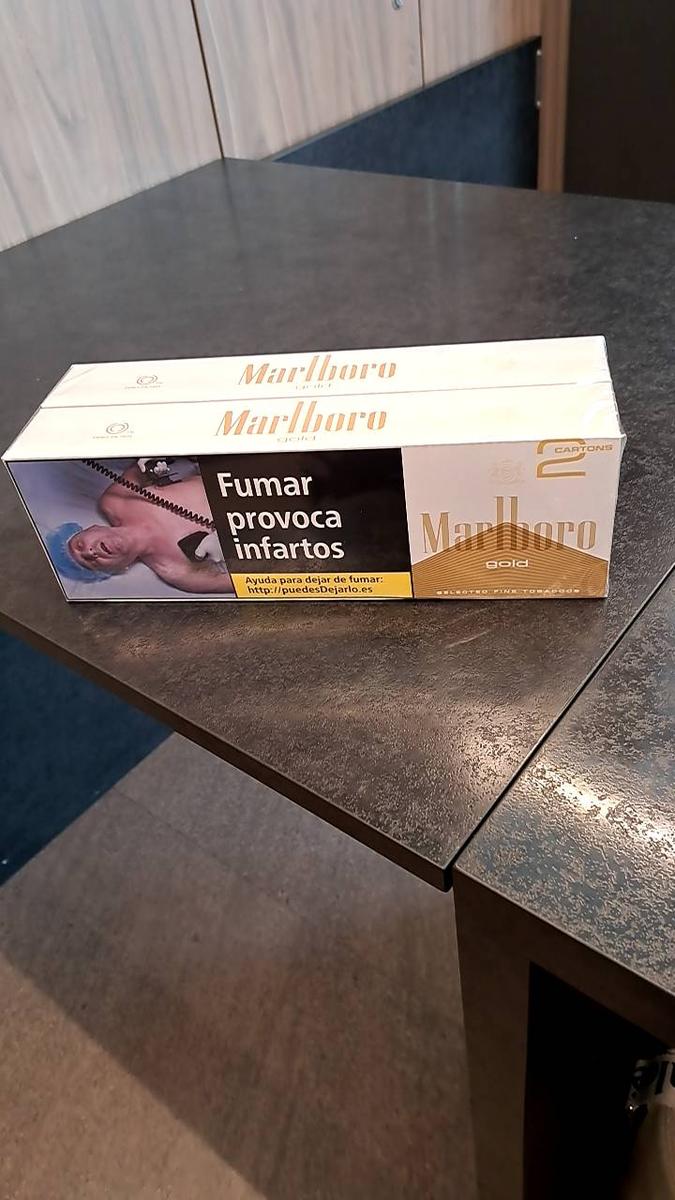 Marlboro
gold
Marlboro
gold
Fumar
provoca
infartos
Ayuda para dejar de fumar:
http://puedesDejarlo.es
2 CARTONS
Marlboro
gold
SELECTED FINE TOBACCOS